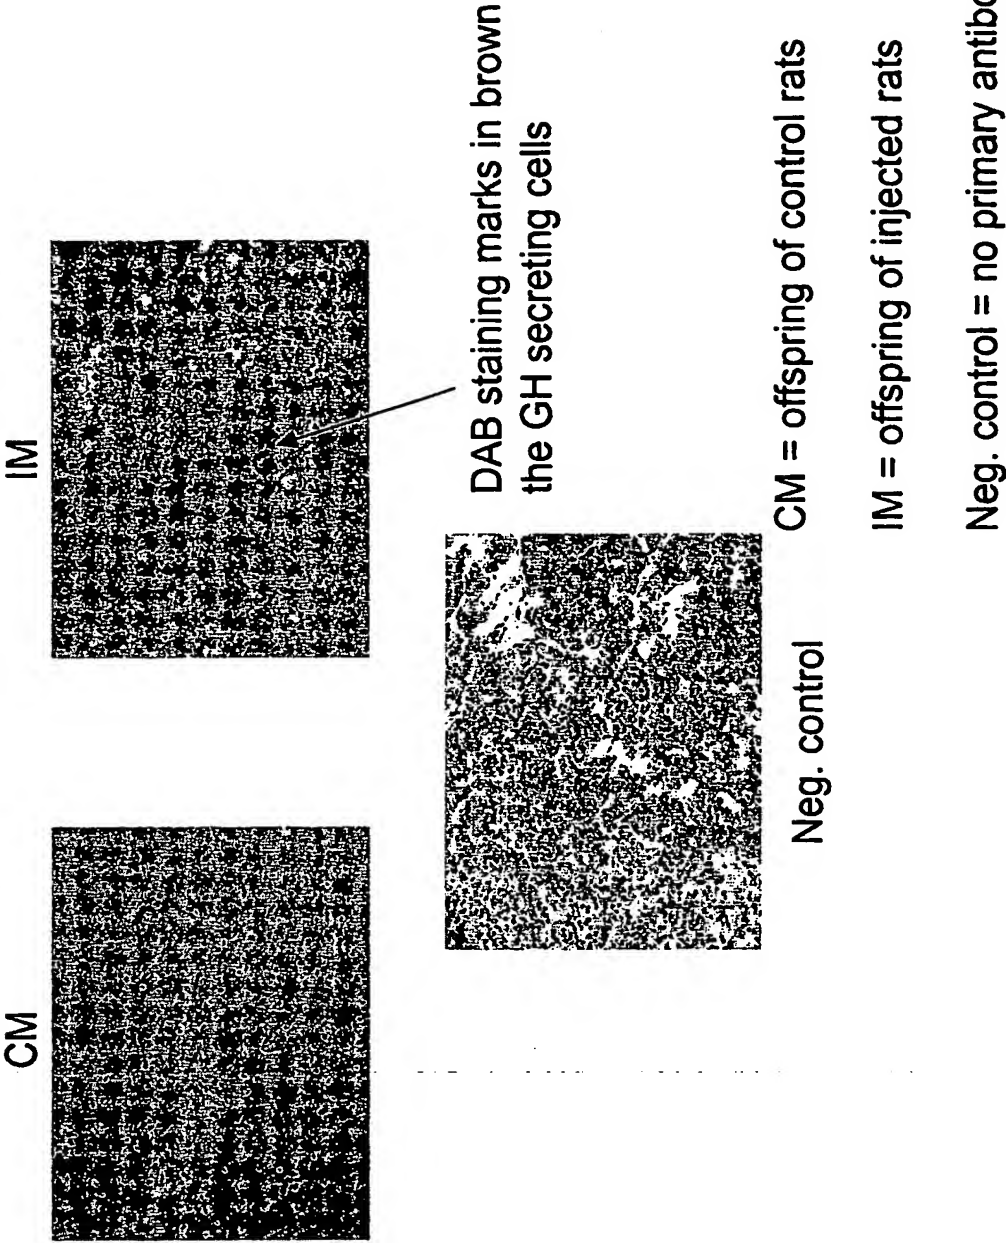 CM
IM
DAB staining marks in brown
the GH secreting cells
Neg. control
CM = offspring of control rats
IM = offspring of injected rats
Neg. control = no primary